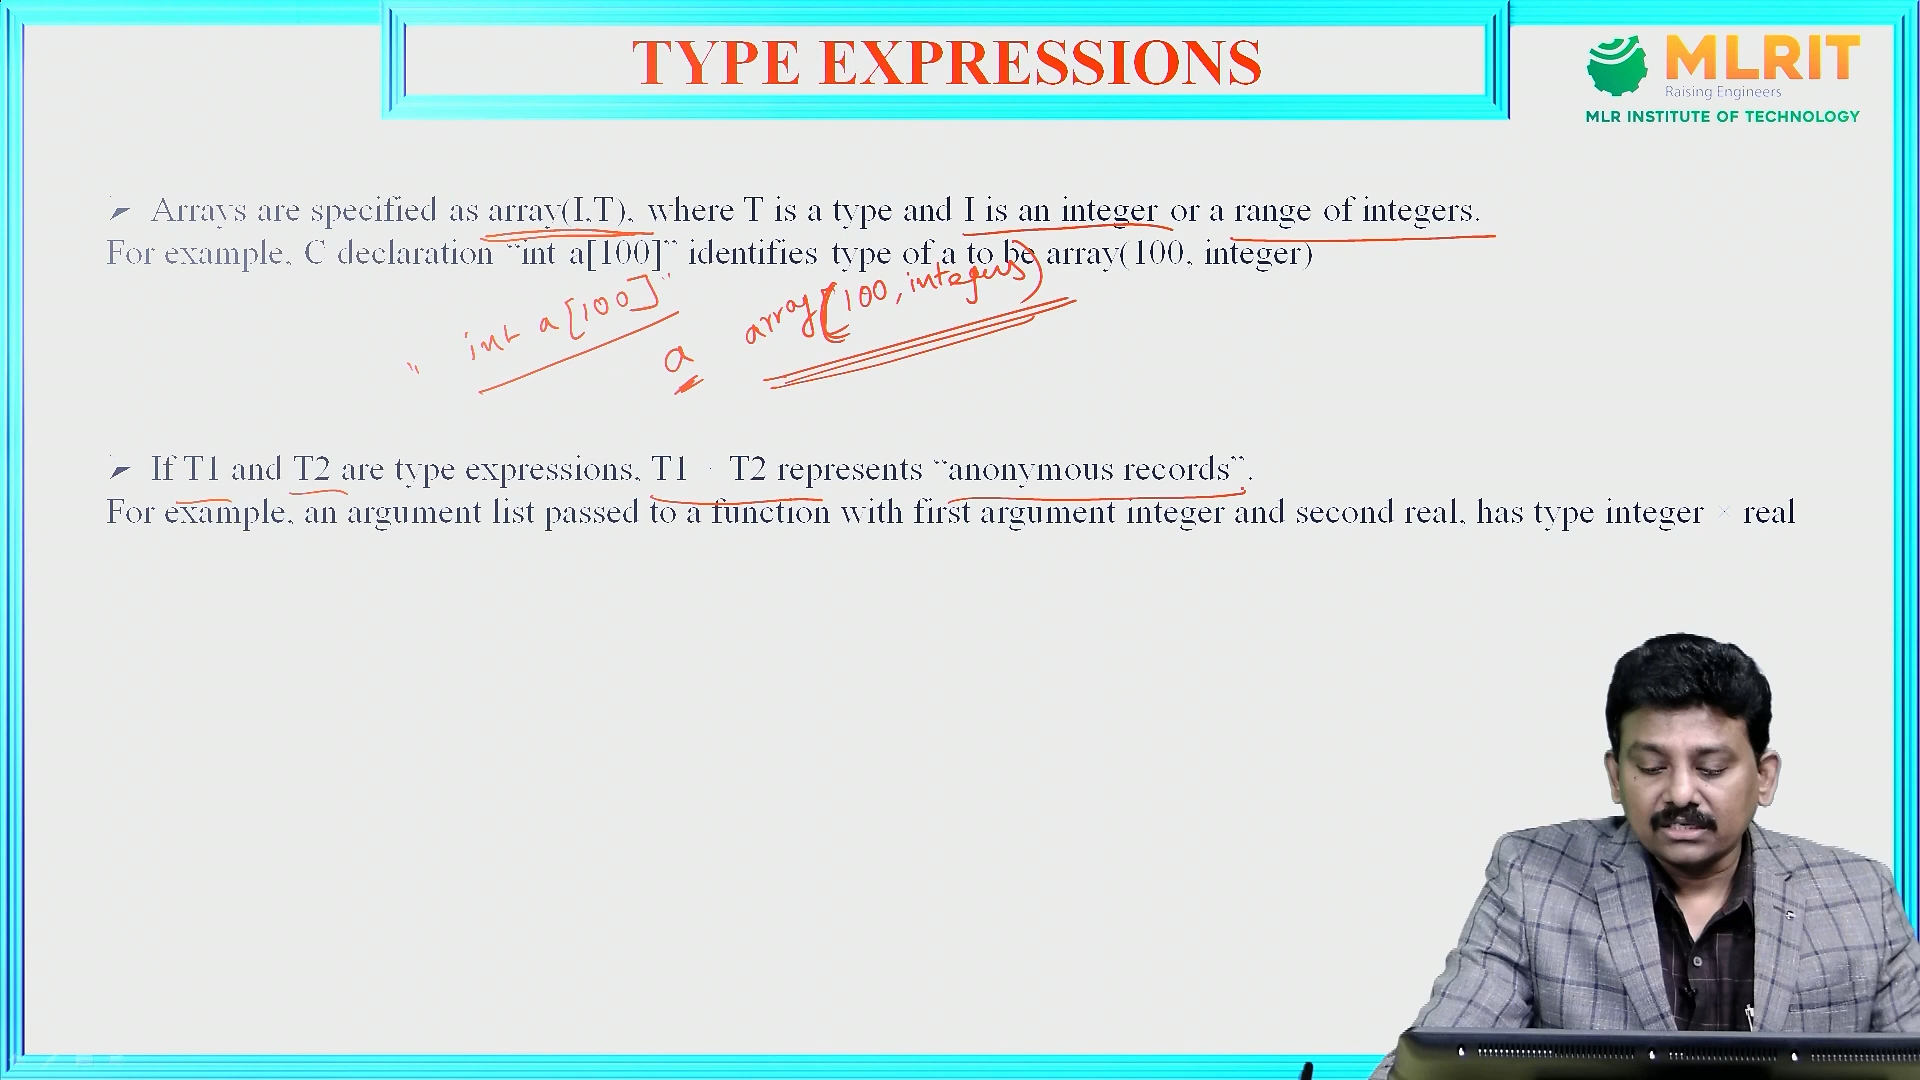 TYPE EXPRESSIONS
MLRIT
Raising Engineers
MLR INSTITUTE OF TECHNOLOGY
➢ Arrays are specified as array(I,T), where T is a type and I is an integer or a range of integers.
For example, C declaration “int a[100]” identifies type of a to be array(100, integer)
" int a [100] "
a array(100, integers)
➢ If T1 and T2 are type expressions, T1 × T2 represents “anonymous records”.
For example, an argument list passed to a function with first argument integer and second real, has type integer × real